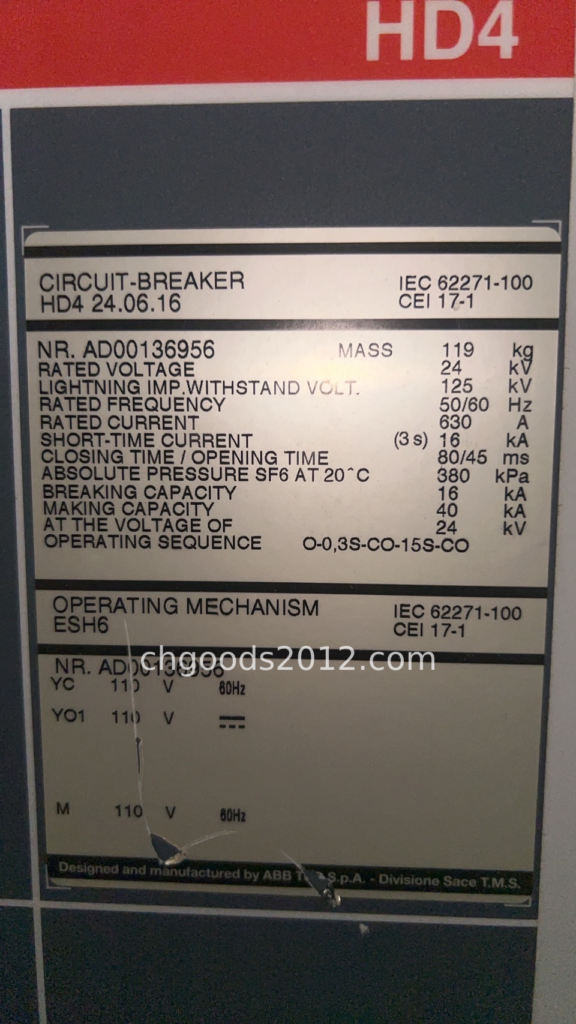 HD4
CIRCUIT-BREAKER IEC 62271-100
HD4 24.06.16 CEI 17-1
NR. AD00136956 MASS 119 kg
RATED VOLTAGE 24 kV
LIGHTNING IMP.WITHSTAND VOLT. 125 kV
RATED FREQUENCY 50/60 Hz
RATED CURRENT 630 A
SHORT-TIME CURRENT (3 s) 16 kA
CLOSING TIME / OPENING TIME 80/45 ms
ABSOLUTE PRESSURE SF6 AT 20^C 380 kPa
BREAKING CAPACITY 16 kA
MAKING CAPACITY 40 kA
AT THE VOLTAGE OF 24 kV
OPERATING SEQUENCE O-0,3S-CO-15S-CO
OPERATING MECHANISM IEC 62271-100
ESH6 CEI 17-1
chgoods2012.com
NR. AD00136956
YC 110 V 60Hz
YO1 110 V
M 110 V 60Hz
Designed and manufactured by ABB S.p.A. - Divisione Sace T.M.S.